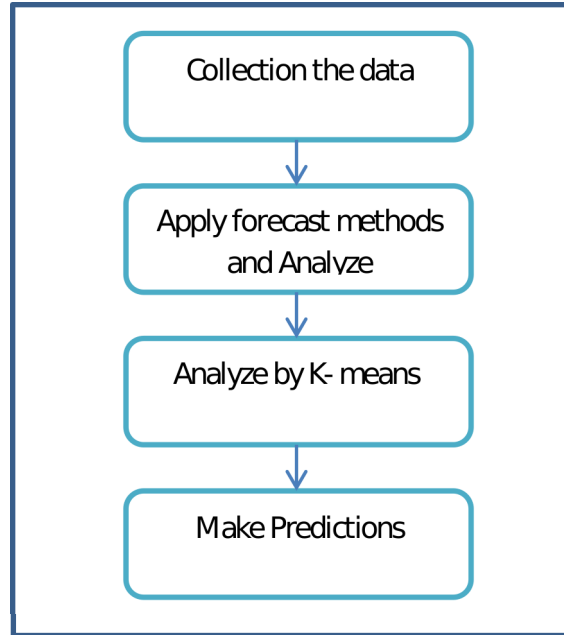 Collection the data
Apply forecast methods
and Analyze
Analyze by K- means
Make Predictions